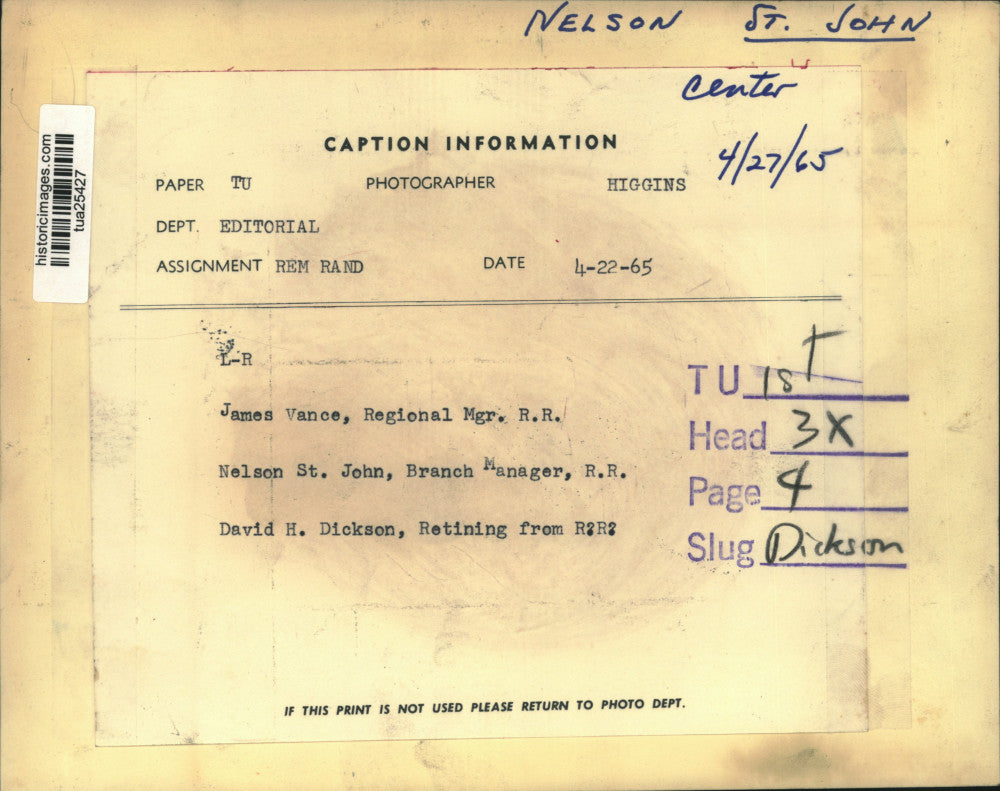 NELSON ST. JOHN
center
4/27/65
historicimages.com
tua25427
CAPTION INFORMATION
PAPER TU PHOTOGRAPHER HIGGINS
DEPT. EDITORIAL
ASSIGNMENT REM RAND DATE 4-22-65
L-R
James Vance, Regional Mgr. R.R.
Nelson St. John, Branch Manager, R.R.
David H. Dickson, Retining from R?R?
TU 1st
Head 3X
Page 4
Slug Dickson
IF THIS PRINT IS NOT USED PLEASE RETURN TO PHOTO DEPT.